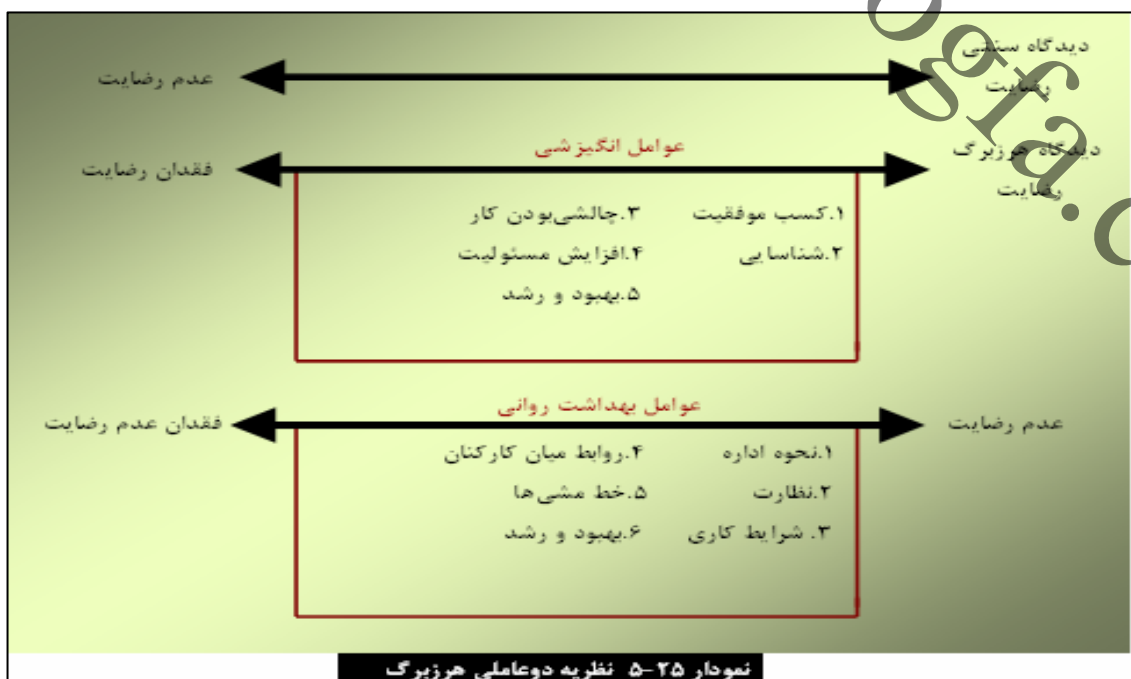 دیدگاه سنتی
رضایت
عدم رضایت
عوامل انگیزشی
دیدگاه هرزبرگ
رضایت
فقدان رضایت
۱.کسب موفقیت ۳.چالشی‌بودن کار
۲.شناسایی ۴.افزایش مسئولیت
۵.بهبود و رشد
عوامل بهداشت روانی
عدم رضایت
فقدان عدم رضایت
۱.نحوه اداره ۴.روابط میان کارکنان
۲.نظارت ۵.خط مشی‌ها
۳. شرایط کاری ۶.بهبود و رشد
نمودار ۲۵-۵ نظریه دوعاملی هرزبرگ
ogfa.c